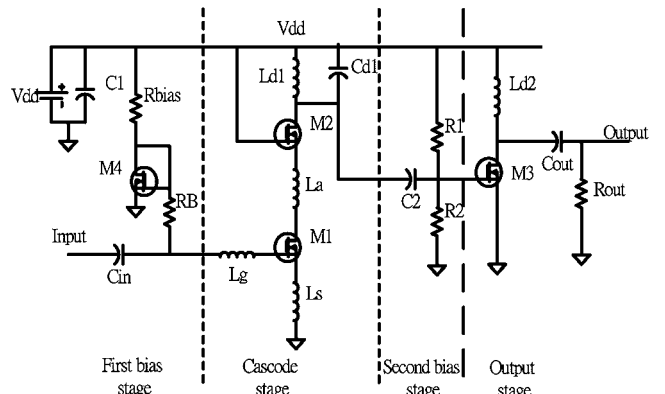 Vdd
Vdd
C1
Rbias
Ld1
Cd1
Ld2
M2
R1
Output
M4
Cout
M3
RB
La
C2
R2
Rout
Input
M1
Cin
Lg
Ls
First bias
stage
Cascode
stage
Second bias
stage
Output
stage